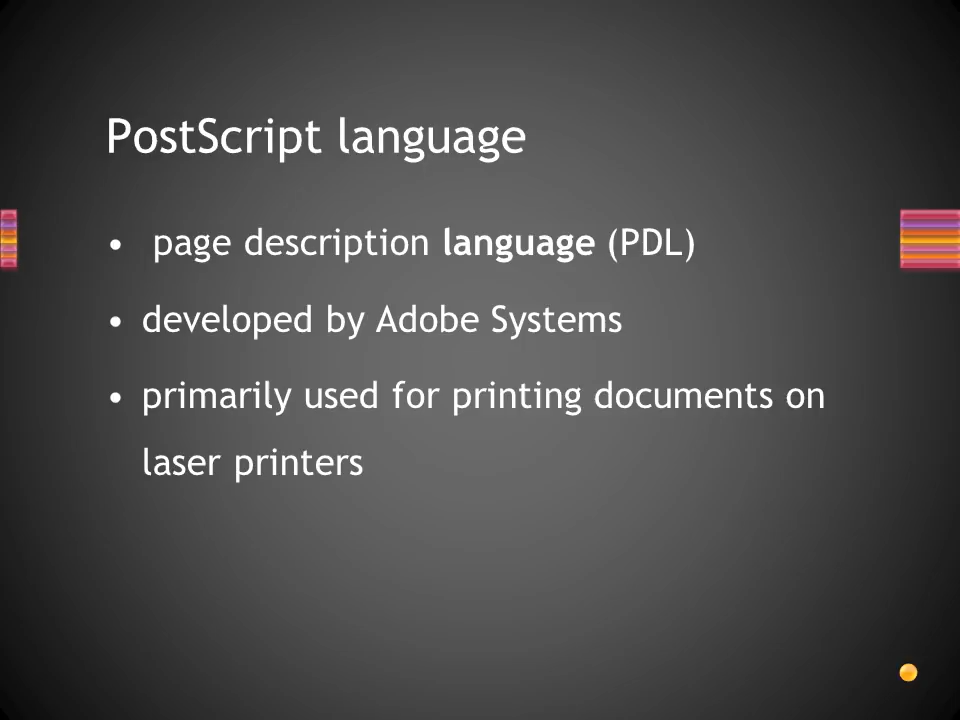 PostScript language
• page description language (PDL)
• developed by Adobe Systems
• primarily used for printing documents on
laser printers